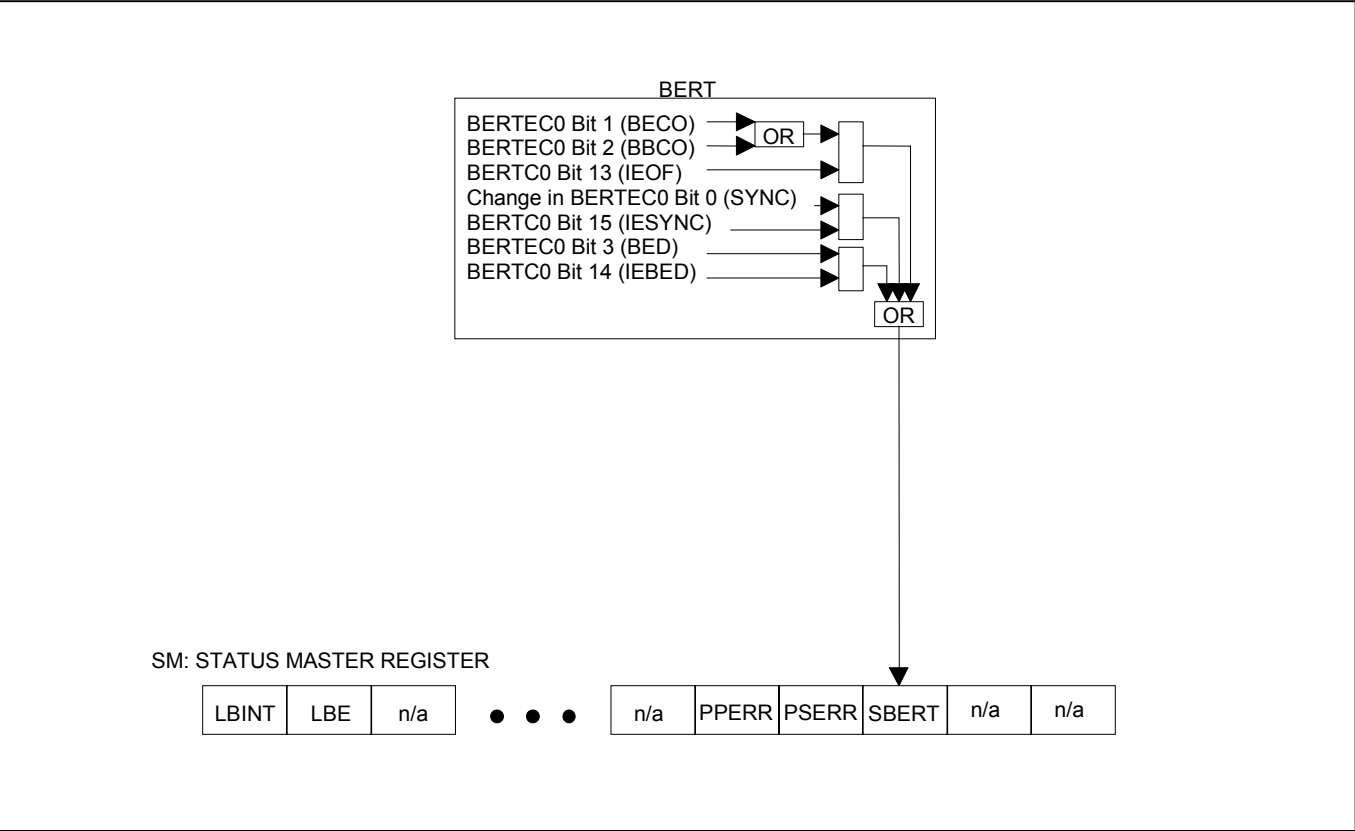 BERT
BERTEC0 Bit 1 (BECO)
OR
BERTEC0 Bit 2 (BBCO)
BERTC0 Bit 13 (IEOF)
Change in BERTEC0 Bit 0 (SYNC)
BERTC0 Bit 15 (IESYNC)
BERTEC0 Bit 3 (BED)
BERTC0 Bit 14 (IEBED)
OR
SM: STATUS MASTER REGISTER
LBINT LBE n/a • • • n/a PPERR PSERR SBERT n/a n/a